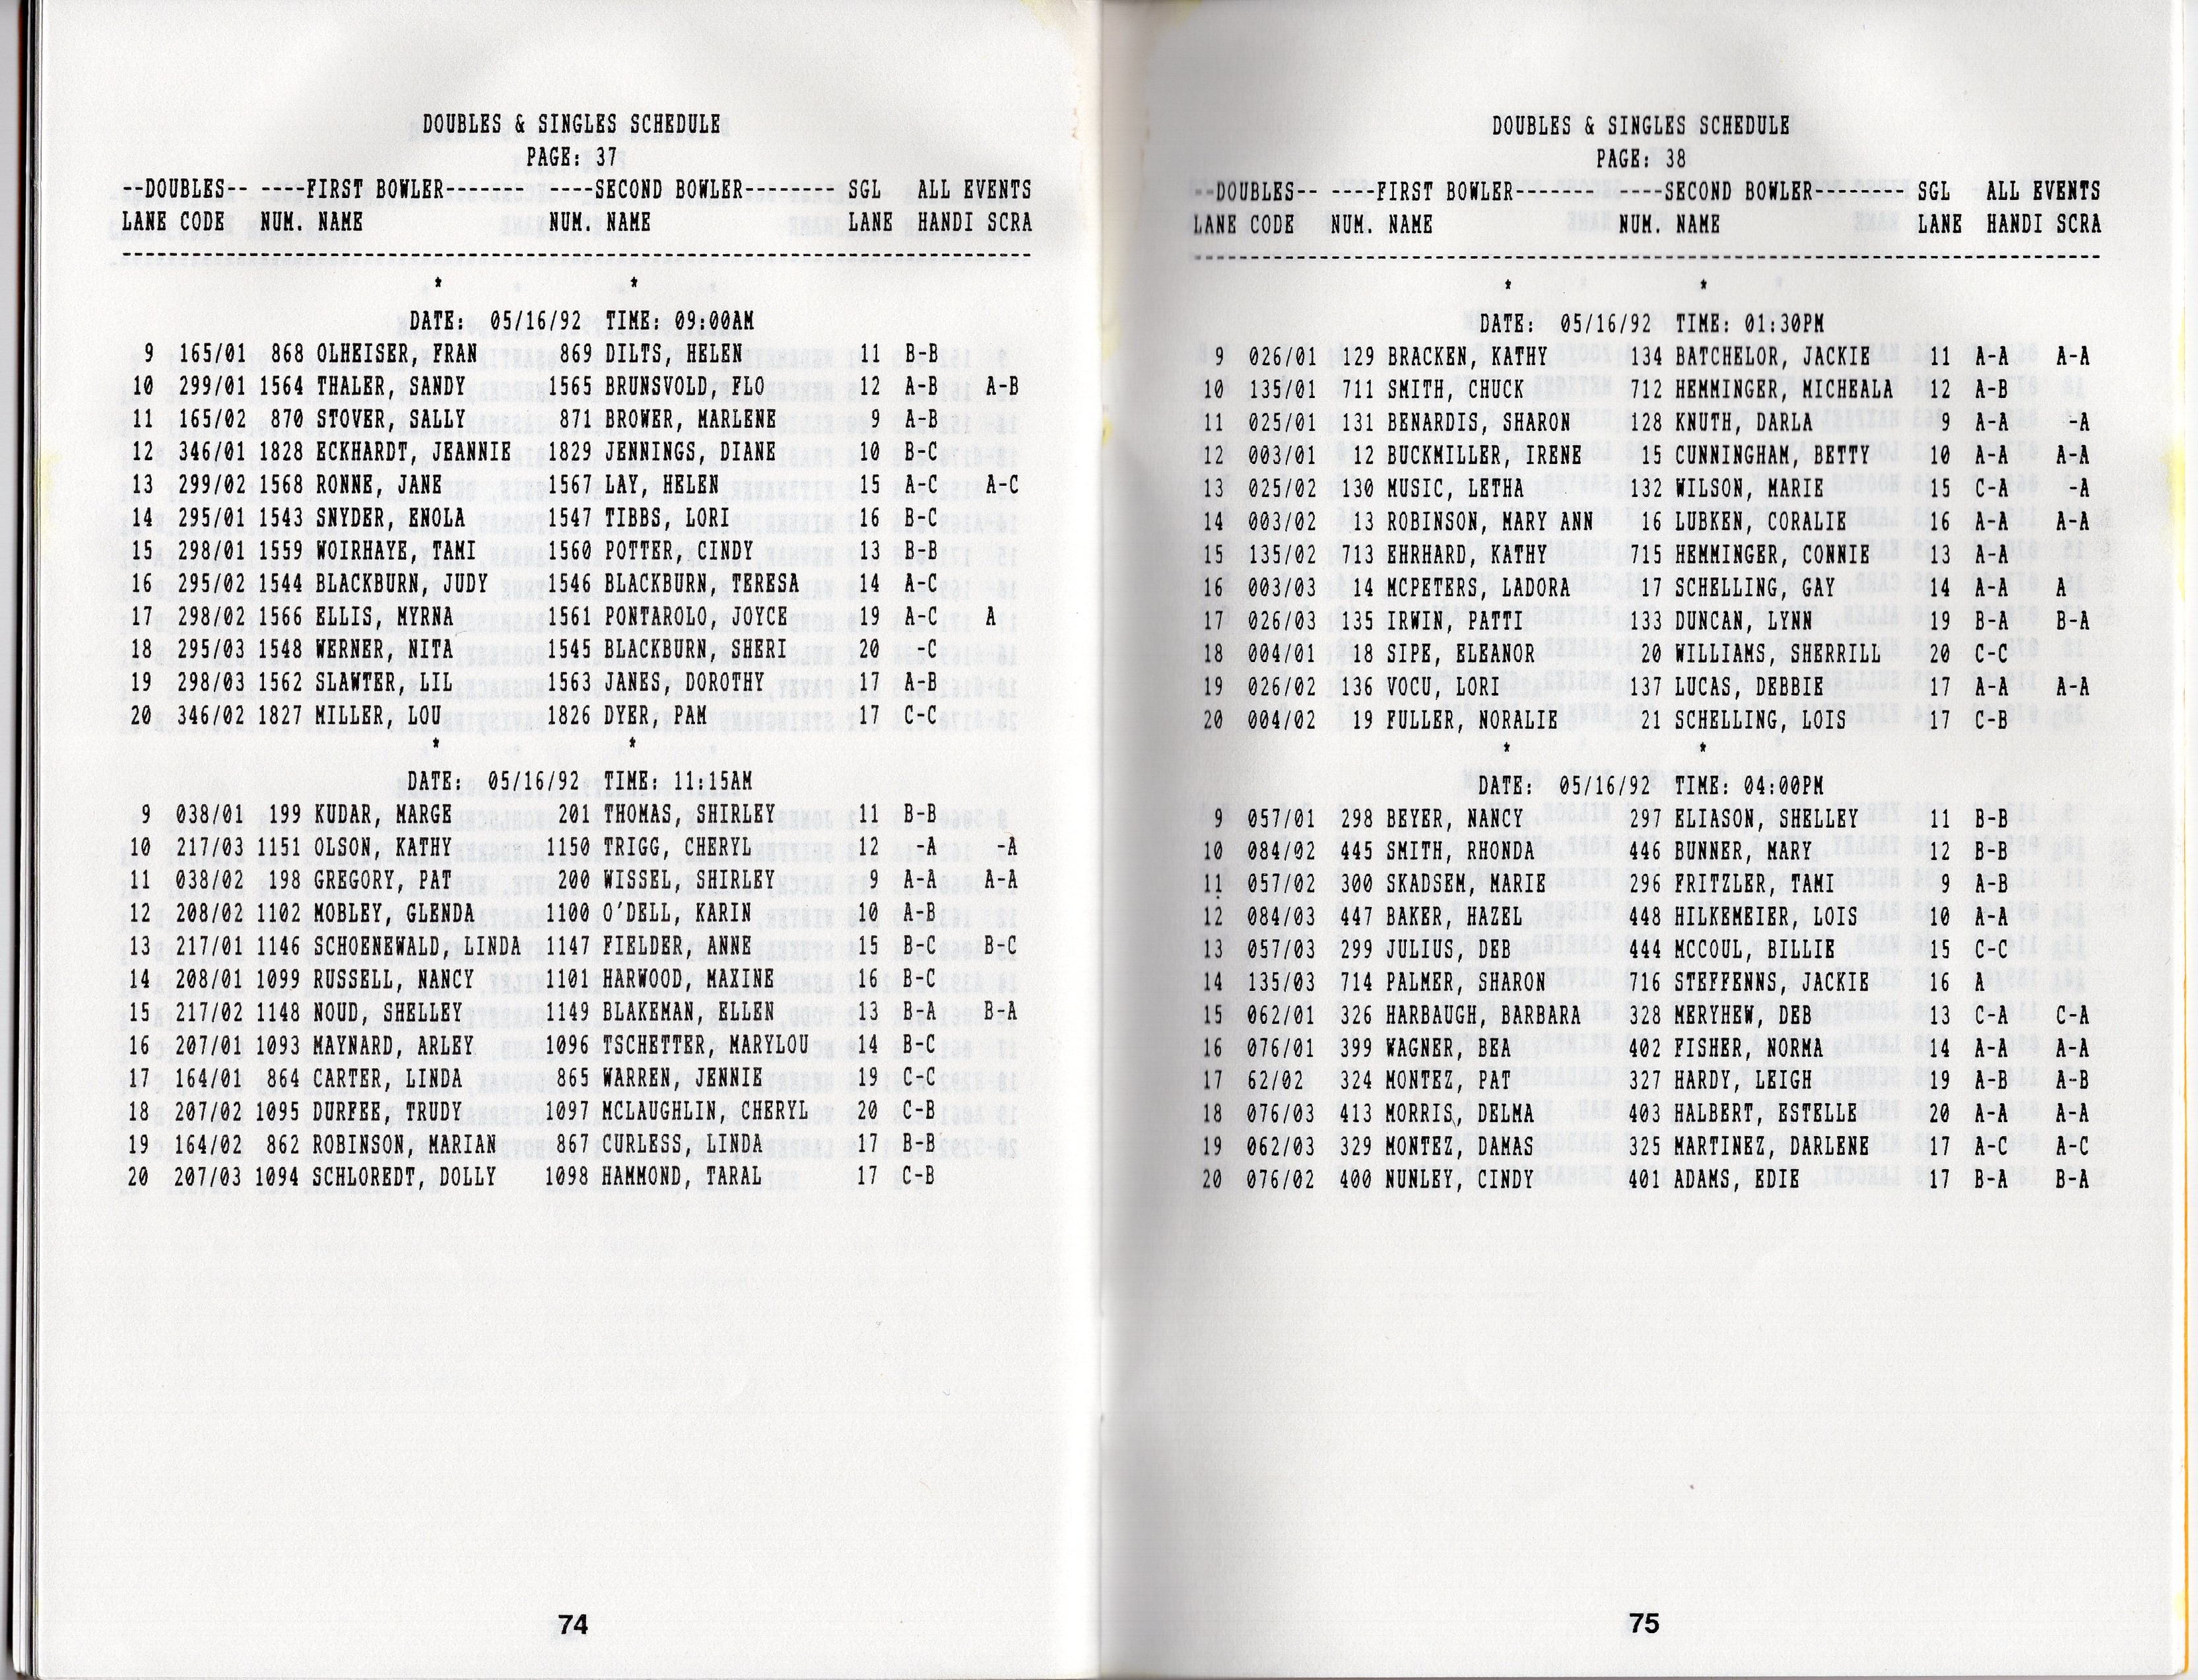 DOUBLES & SINGLES SCHEDULE
PAGE: 37
--DOUBLES-- ----FIRST BOWLER------- ----SECOND BOWLER-------- SGL ALL EVENTS
LANE CODE NUM. NAME NUM. NAME LANE HANDI SCRA
-------------------------------------------------------------------------------
* *
DATE: 05/16/92 TIME: 09:00AM
9 165/01 868 OLHEISER, FRAN 869 DILTS, HELEN 11 B-B
10 299/01 1564 THALER, SANDY 1565 BRUNSVOLD, FLO 12 A-B A-B
11 165/02 870 STOVER, SALLY 871 BROWER, MARLENE 9 A-B
12 346/01 1828 ECKHARDT, JEANNIE 1829 JENNINGS, DIANE 10 B-C
13 299/02 1568 RONNE, JANE 1567 LAY, HELEN 15 A-C A-C
14 295/01 1543 SNYDER, ENOLA 1547 TIBBS, LORI 16 B-C
15 298/01 1559 WOIRHAYE, TAMI 1560 POTTER, CINDY 13 B-B
16 295/02 1544 BLACKBURN, JUDY 1546 BLACKBURN, TERESA 14 A-C
17 298/02 1566 ELLIS, MYRNA 1561 PONTAROLO, JOYCE 19 A-C A
18 295/03 1548 WERNER, NITA 1545 BLACKBURN, SHERI 20 -C
19 298/03 1562 SLAWTER, LIL 1563 JANES, DOROTHY 17 A-B
20 346/02 1827 MILLER, LOU 1826 DYER, PAM 17 C-C
* *
DATE: 05/16/92 TIME: 11:15AM
9 038/01 199 KUDAR, MARGE 201 THOMAS, SHIRLEY 11 B-B
10 217/03 1151 OLSON, KATHY 1150 TRIGG, CHERYL 12 -A -A
11 038/02 198 GREGORY, PAT 200 WISSEL, SHIRLEY 9 A-A A-A
12 208/02 1102 MOBLEY, GLENDA 1100 O'DELL, KARIN 10 A-B
13 217/01 1146 SCHOENEWALD, LINDA 1147 FIELDER, ANNE 15 B-C B-C
14 208/01 1099 RUSSELL, NANCY 1101 HARWOOD, MAXINE 16 B-C
15 217/02 1148 NOUD, SHELLEY 1149 BLAKEMAN, ELLEN 13 B-A B-A
16 207/01 1093 MAYNARD, ARLEY 1096 TSCHETTER, MARYLOU 14 B-C
17 164/01 864 CARTER, LINDA 865 WARREN, JENNIE 19 C-C
18 207/02 1095 DURFEE, TRUDY 1097 MCLAUGHLIN, CHERYL 20 C-B
19 164/02 862 ROBINSON, MARIAN 867 CURLESS, LINDA 17 B-B
20 207/03 1094 SCHLOREDT, DOLLY 1098 HAMMOND, TARAL 17 C-B
74
DOUBLES & SINGLES SCHEDULE
PAGE: 38
--DOUBLES-- ----FIRST BOWLER------- ----SECOND BOWLER-------- SGL ALL EVENTS
LANE CODE NUM. NAME NUM. NAME LANE HANDI SCRA
-------------------------------------------------------------------------------
* *
DATE: 05/16/92 TIME: 01:30PM
9 026/01 129 BRACKEN, KATHY 134 BATCHELOR, JACKIE 11 A-A A-A
10 135/01 711 SMITH, CHUCK 712 HEMMINGER, MICHEALA 12 A-B
11 025/01 131 BENARDIS, SHARON 128 KNUTH, DARLA 9 A-A -A
12 003/01 12 BUCKMILLER, IRENE 15 CUNNINGHAM, BETTY 10 A-A A-A
13 025/02 130 MUSIC, LETHA 132 WILSON, MARIE 15 C-A -A
14 003/02 13 ROBINSON, MARY ANN 16 LUBKEN, CORALIE 16 A-A A-A
15 135/02 713 EHRHARD, KATHY 715 HEMMINGER, CONNIE 13 A-A
16 003/03 14 MCPETERS, LADORA 17 SCHELLING, GAY 14 A-A A
17 026/03 135 IRWIN, PATTI 133 DUNCAN, LYNN 19 B-A B-A
18 004/01 18 SIPE, ELEANOR 20 WILLIAMS, SHERRILL 20 C-C
19 026/02 136 VOCU, LORI 137 LUCAS, DEBBIE 17 A-A A-A
20 004/02 19 FULLER, NORALIE 21 SCHELLING, LOIS 17 C-B
* *
DATE: 05/16/92 TIME: 04:00PM
9 057/01 298 BEYER, NANCY 297 ELIASON, SHELLEY 11 B-B
10 084/02 445 SMITH, RHONDA 446 BUNNER, MARY 12 B-B
11 057/02 300 SKADSEM, MARIE 296 FRITZLER, TAMI 9 A-B
12 084/03 447 BAKER, HAZEL 448 HILKEMEIER, LOIS 10 A-A
13 057/03 299 JULIUS, DEB 444 MCCOUL, BILLIE 15 C-C
14 135/03 714 PALMER, SHARON 716 STEFFENNS, JACKIE 16 A
15 062/01 326 HARBAUGH, BARBARA 328 MERYHEW, DEB 13 C-A C-A
16 076/01 399 WAGNER, BEA 402 FISHER, NORMA 14 A-A A-A
17 62/02 324 MONTEZ, PAT 327 HARDY, LEIGH 19 A-B A-B
18 076/03 413 MORRIS, DELMA 403 HALBERT, ESTELLE 20 A-A A-A
19 062/03 329 MONTEZ, DAMAS 325 MARTINEZ, DARLENE 17 A-C A-C
20 076/02 400 NUNLEY, CINDY 401 ADAMS, EDIE 17 B-A B-A
75